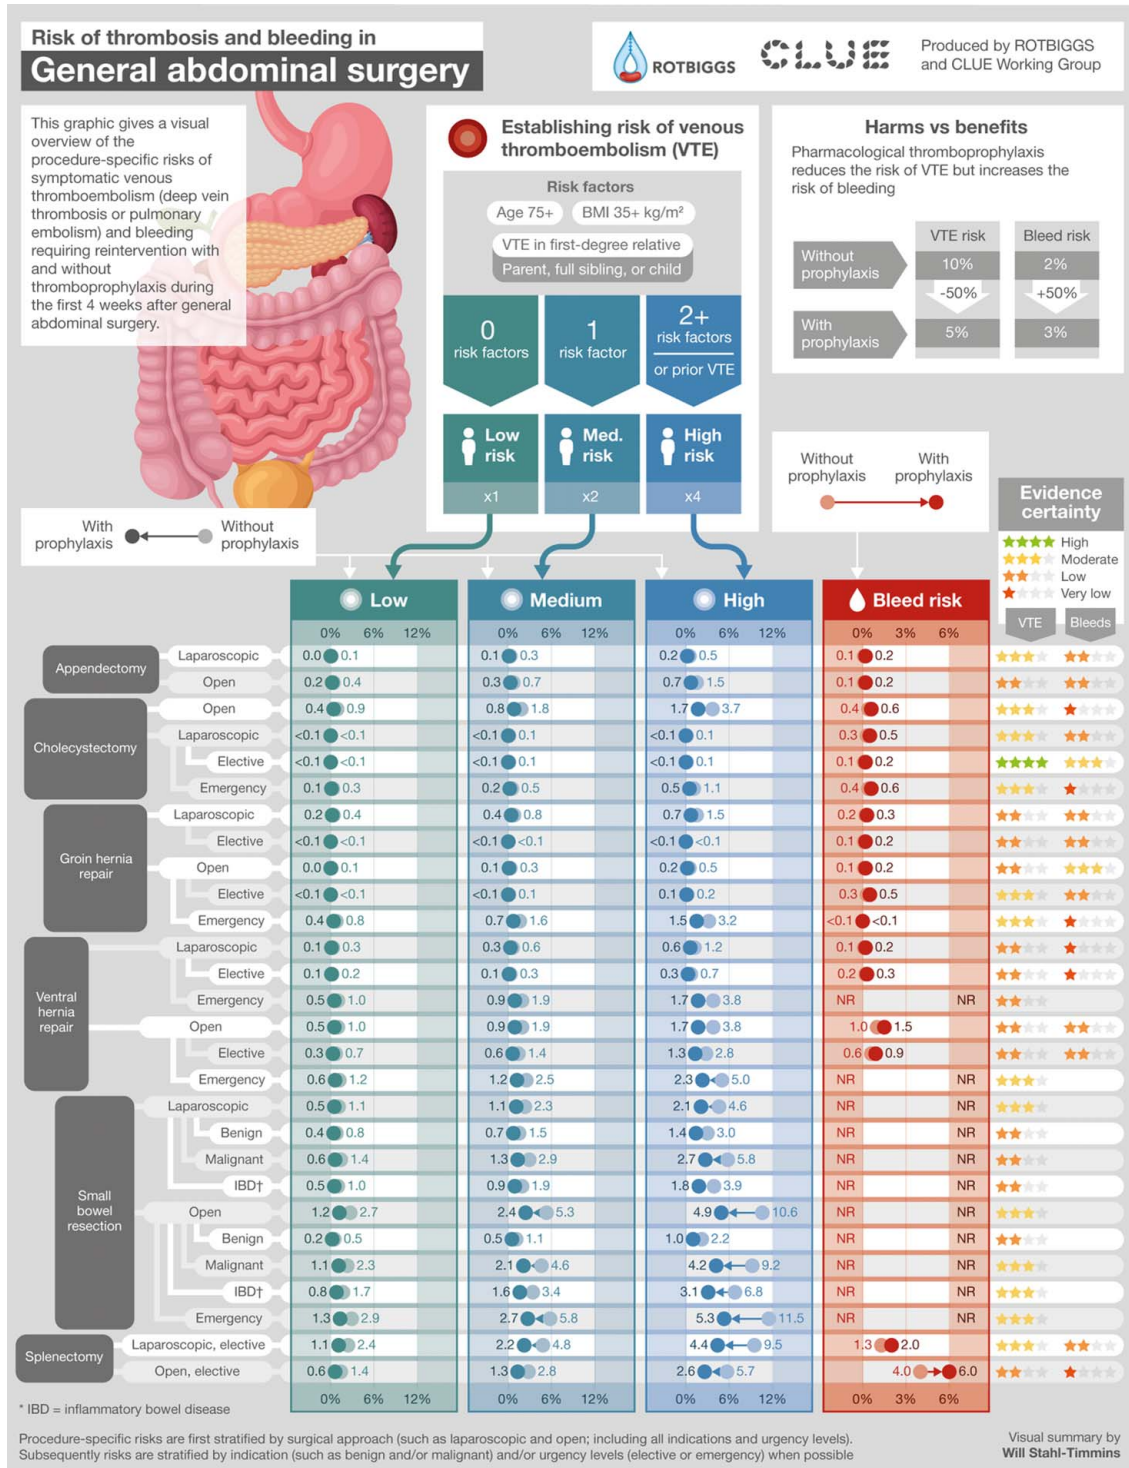 Risk of thrombosis and bleeding in
General abdominal surgery
ROTBIGGS
CLUE
Produced by ROTBIGGS
and CLUE Working Group
This graphic gives a visual
overview of the
procedure-specific risks of
symptomatic venous
thromboembolism (deep vein
thrombosis or pulmonary
embolism) and bleeding
requiring reintervention with
and without
thromboprophylaxis during
the first 4 weeks after general
abdominal surgery.
Establishing risk of venous
thromboembolism (VTE)
Risk factors
Age 75+ BMI 35+ kg/m²
VTE in first-degree relative
Parent, full sibling, or child
0
risk factors
1
risk factor
2+
risk factors
or prior VTE
Low
risk
x1
Med.
risk
x2
High
risk
x4
Harms vs benefits
Pharmacological thromboprophylaxis
reduces the risk of VTE but increases the
risk of bleeding
VTE risk Bleed risk
Without
prophylaxis
10% 2%
-50% +50%
With
prophylaxis
5% 3%
With
prophylaxis
Without
prophylaxis
Without
prophylaxis
With
prophylaxis
Evidence
certainty
High
Moderate
Low
Very low
VTE Bleeds
Low Medium High Bleed risk
0% 6% 12% 0% 6% 12% 0% 6% 12% 0% 3% 6%
Appendectomy
Laparoscopic 0.0 0.1 0.1 0.3 0.2 0.5 0.1 0.2
Open 0.2 0.4 0.3 0.7 0.7 1.5 0.1 0.2
Cholecystectomy
Open 0.4 0.9 0.8 1.8 1.7 3.7 0.4 0.6
Laparoscopic <0.1 <0.1 <0.1 0.1 <0.1 0.1 0.3 0.5
Elective <0.1 <0.1 <0.1 0.1 <0.1 0.1 0.1 0.2
Emergency 0.1 0.3 0.2 0.5 0.5 1.1 0.4 0.6
Groin hernia
repair
Laparoscopic 0.2 0.4 0.4 0.8 0.7 1.5 0.2 0.3
Elective <0.1 <0.1 <0.1 <0.1 <0.1 <0.1 0.1 0.2
Open 0.0 0.1 0.1 0.3 0.2 0.5 0.1 0.2
Elective <0.1 <0.1 <0.1 0.1 0.1 0.2 0.3 0.5
Emergency 0.4 0.8 0.7 1.6 1.5 3.2 <0.1 <0.1
Ventral
hernia
repair
Laparoscopic 0.1 0.3 0.3 0.6 0.6 1.2 0.1 0.2
Elective 0.1 0.2 0.1 0.3 0.3 0.7 0.2 0.3
Emergency 0.5 1.0 0.9 1.9 1.7 3.8 NR NR
Open 0.5 1.0 0.9 1.9 1.7 3.8 1.0 1.5
Elective 0.3 0.7 0.6 1.4 1.3 2.8 0.6 0.9
Emergency 0.6 1.2 1.2 2.5 2.3 5.0 NR NR
Small
bowel
resection
Laparoscopic 0.5 1.1 1.1 2.3 2.1 4.6 NR NR
Benign 0.4 0.8 0.7 1.5 1.4 3.0 NR NR
Malignant 0.6 1.4 1.3 2.9 2.7 5.8 NR NR
IBD† 0.5 1.0 0.9 1.9 1.8 3.9 NR NR
Open 1.2 2.7 2.4 5.3 4.9 10.6 NR NR
Benign 0.2 0.5 0.5 1.1 1.0 2.2 NR NR
Malignant 1.1 2.3 2.1 4.6 4.2 9.2 NR NR
IBD† 0.8 1.7 1.6 3.4 3.1 6.8 NR NR
Emergency 1.3 2.9 2.7 5.8 5.3 11.5 NR NR
Splenectomy
Laparoscopic, elective 1.1 2.4 2.2 4.8 4.4 9.5 1.3 2.0
Open, elective 0.6 1.4 1.3 2.8 2.6 5.7 4.0 6.0
0% 6% 12% 0% 6% 12% 0% 6% 12% 0% 3% 6%
* IBD = inflammatory bowel disease
Procedure-specific risks are first stratified by surgical approach (such as laparoscopic and open; including all indications and urgency levels).
Subsequently risks are stratified by indication (such as benign and/or malignant) and/or urgency levels (elective or emergency) when possible
Visual summary by
Will Stahl-Timmins